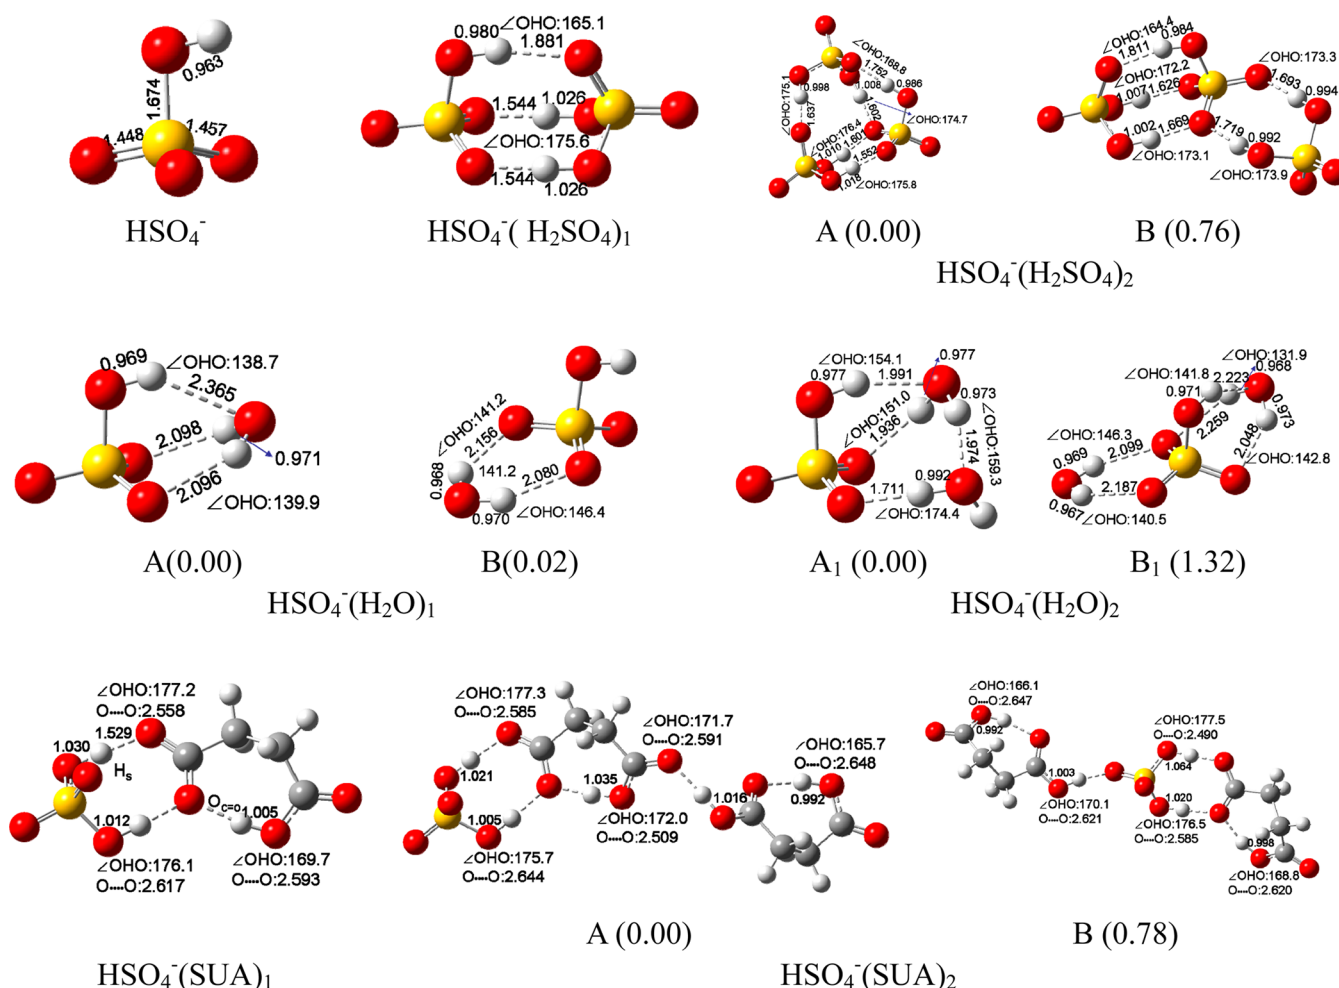 0.963
1.674
1.448
1.457
HSO4-
0.980
∠OHO:165.1
1.881
1.544
1.026
∠OHO:175.6
1.544
1.026
HSO4-( H2SO4)1
∠OHO:168.8
1.752
∠OHO:175.1
0.998
1.008
0.986
1.637
1.602
∠OHO:174.7
∠OHO:176.4
1.601
1.010
1.552
1.018
∠OHO:175.8
A (0.00)
∠OHO:164.4
0.984
1.811
∠OHO:172.2
1.007
1.626
∠OHO:173.3
1.693
0.994
1.002
1.669
1.719
0.992
∠OHO:173.1
∠OHO:173.9
B (0.76)
HSO4-(H2SO4)2
0.969
∠OHO:138.7
2.365
2.098
0.971
2.096
∠OHO:139.9
A(0.00)
∠OHO:141.2
2.156
0.968
141.2
2.080
0.970
∠OHO:146.4
B(0.02)
HSO4-(H2O)1
∠OHO:154.1
0.977
0.977
1.991
0.973
∠OHO:151.0
1.936
1.974
∠OHO:159.3
0.992
1.711
∠OHO:174.4
A1 (0.00)
∠OHO:131.9
0.968
∠OHO:141.8
2.223
0.971
0.973
∠OHO:146.3
2.259
2.048
0.969
2.099
∠OHO:142.8
2.187
0.967
∠OHO:140.5
B1 (1.32)
HSO4-(H2O)2
∠OHO:177.2
O····O:2.558
1.529
1.030
Hs
OC=O
1.012
1.005
∠OHO:176.1
O····O:2.617
∠OHO:169.7
O····O:2.593
HSO4-(SUA)1
∠OHO:177.3
O····O:2.585
1.021
1.035
1.005
∠OHO:175.7
O····O:2.644
∠OHO:172.0
O····O:2.509
∠OHO:171.7
O····O:2.591
1.016
∠OHO:165.7
O····O:2.648
0.992
A (0.00)
∠OHO:166.1
O····O:2.647
0.992
1.003
∠OHO:170.1
O····O:2.621
∠OHO:177.5
O····O:2.490
1.064
1.020
∠OHO:176.5
O····O:2.585
0.998
∠OHO:168.8
O····O:2.620
B (0.78)
HSO4-(SUA)2